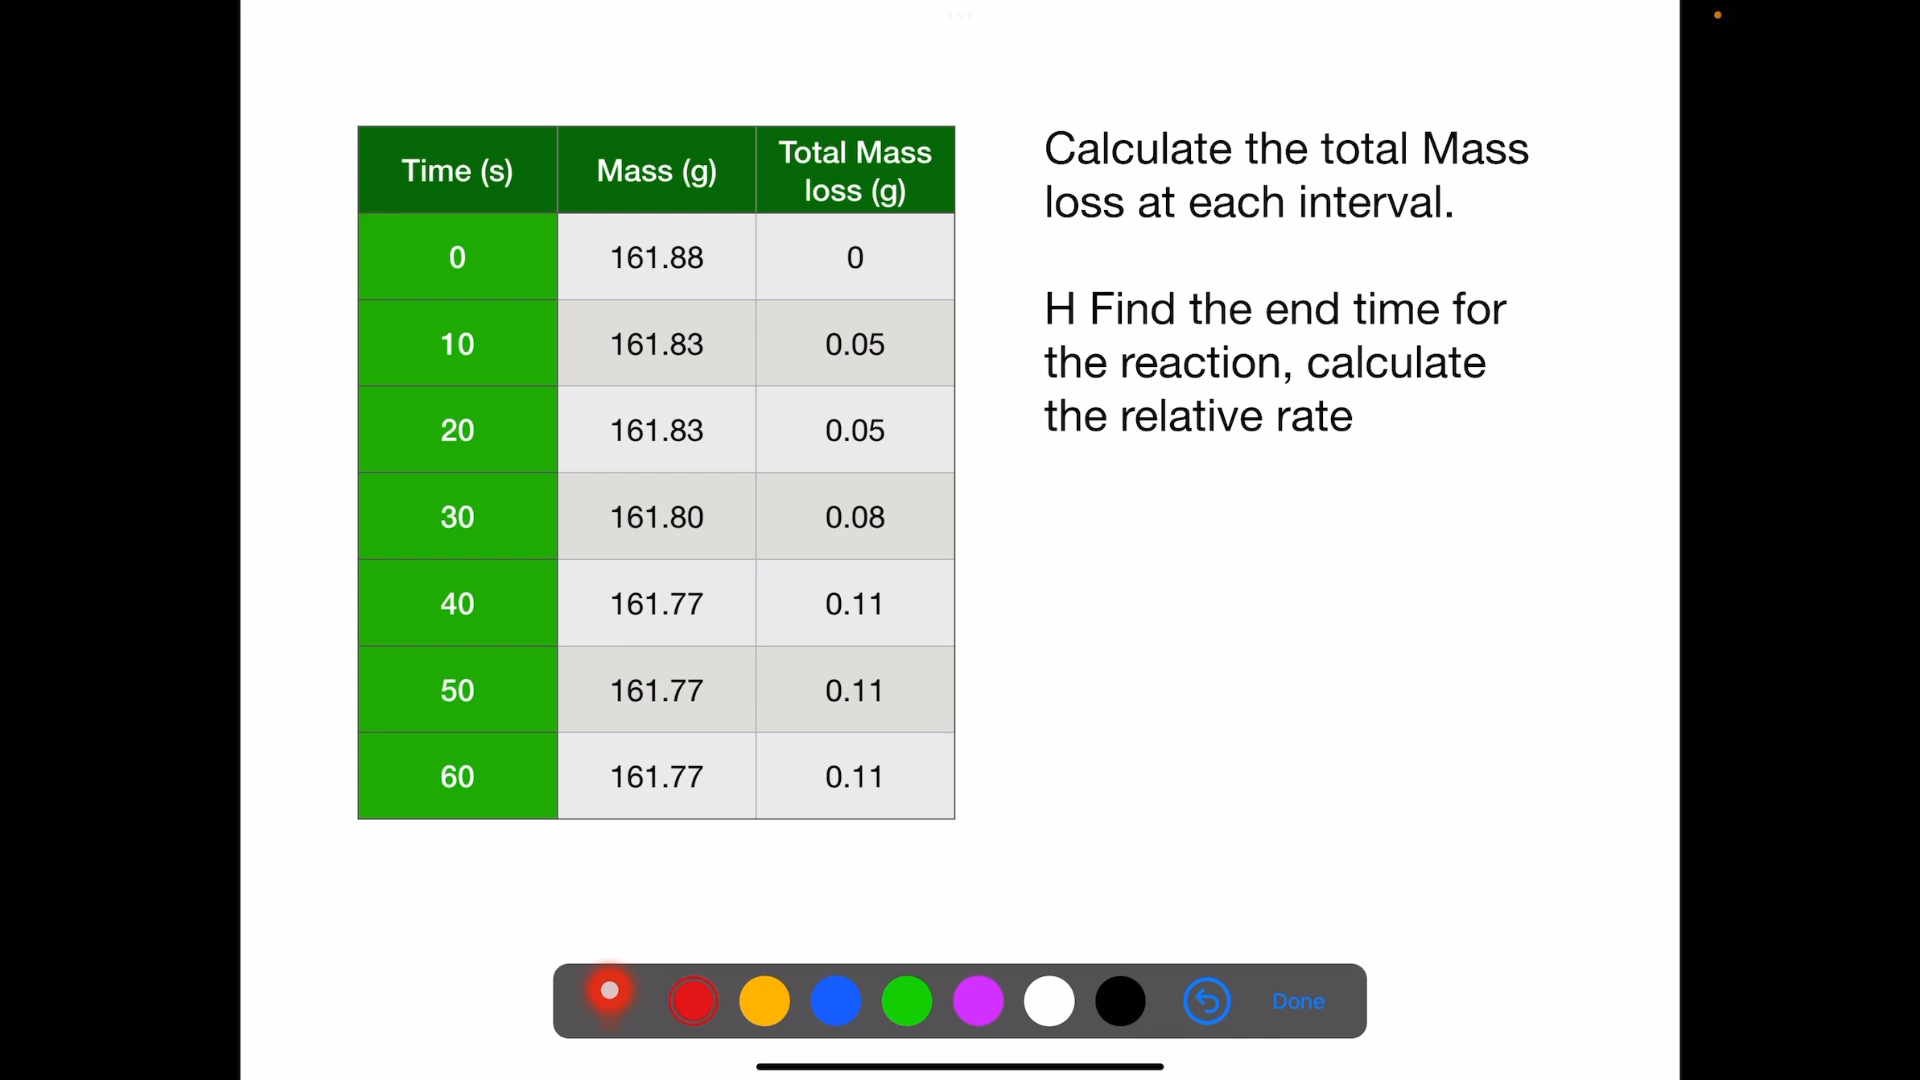 Time (s) Mass (g) Total Mass loss (g)
0 161.88 0
10 161.83 0.05
20 161.83 0.05
30 161.80 0.08
40 161.77 0.11
50 161.77 0.11
60 161.77 0.11
Calculate the total Mass
loss at each interval.
H Find the end time for
the reaction, calculate
the relative rate
Done